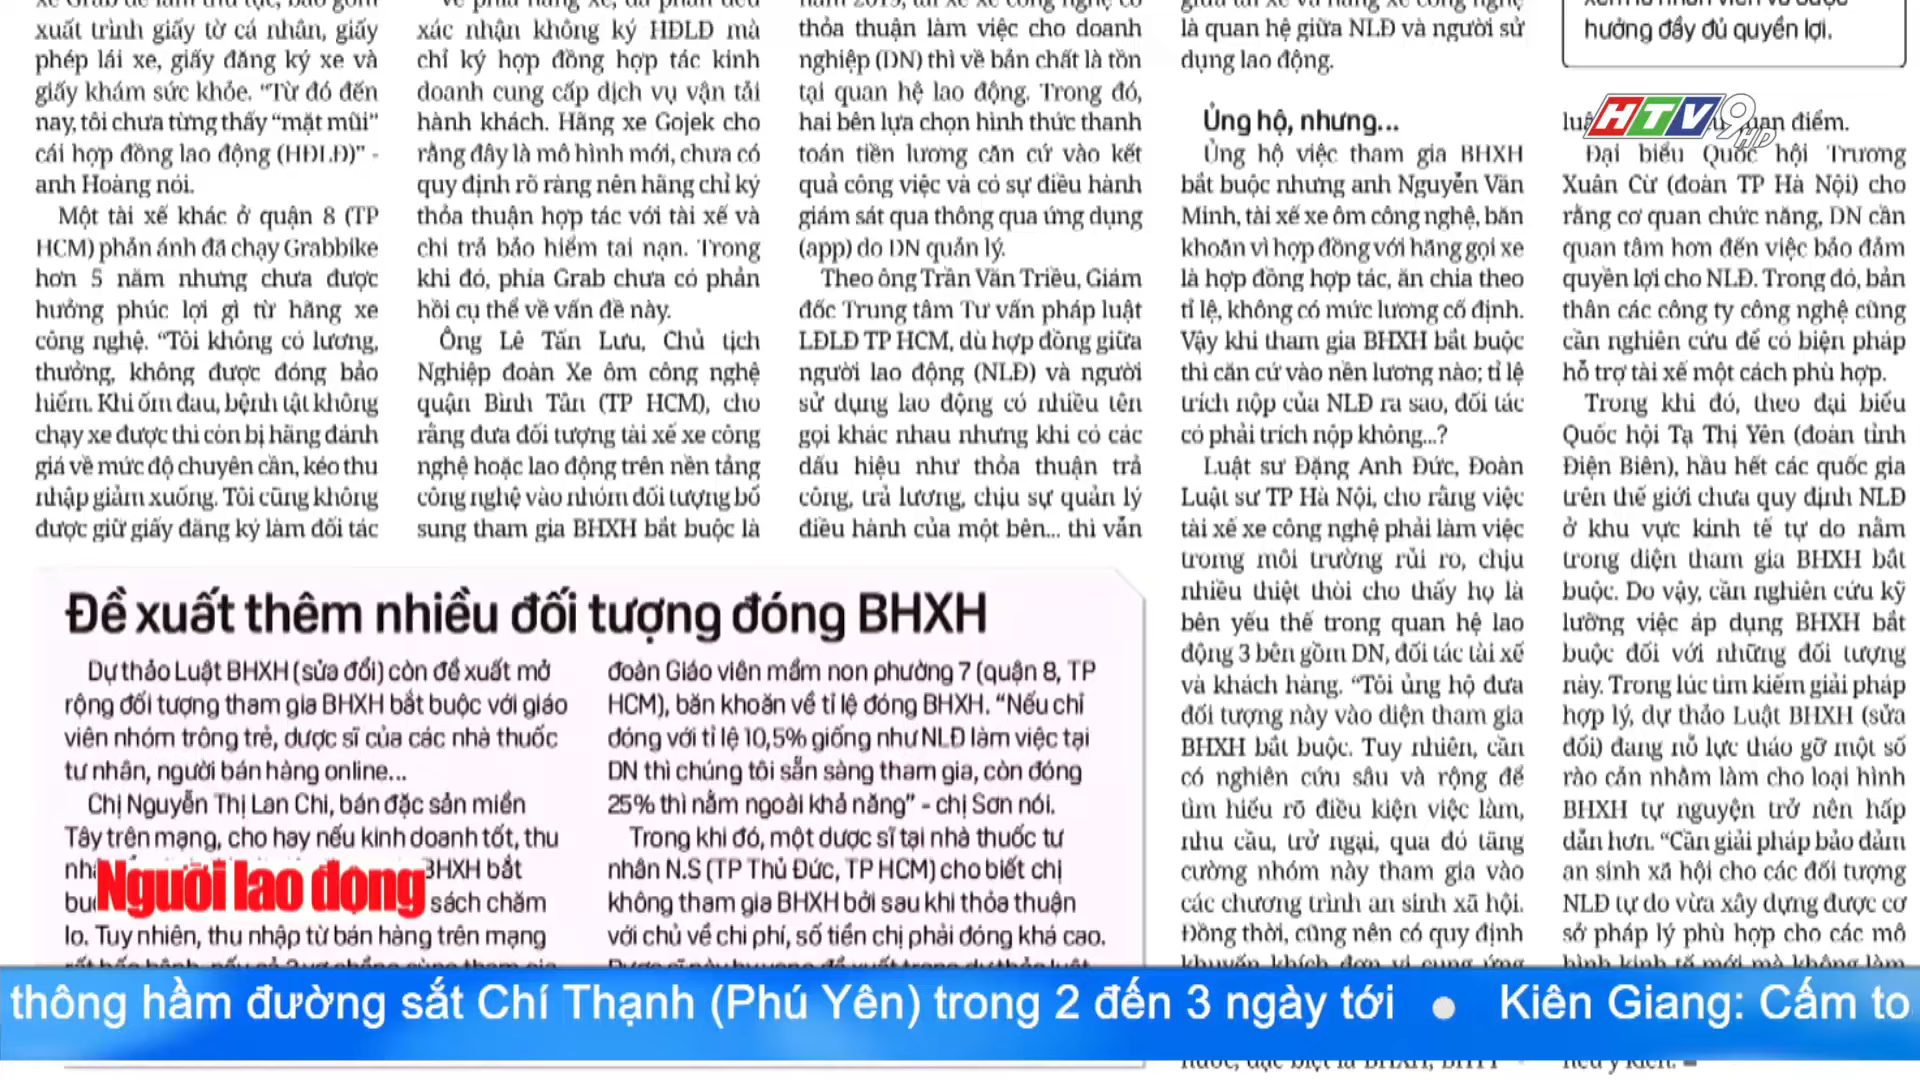 xuất trình giấy tờ cá nhân, giấy
phép lái xe, giấy đăng ký xe và
giấy khám sức khỏe. “Từ đó đến
nay, tôi chưa từng thấy “mặt mũi”
cái hợp đồng lao động (HĐLĐ)” -
anh Hoàng nói.
Một tài xế khác ở quận 8 (TP
HCM) phản ánh đã chạy Grabbike
hơn 5 năm nhưng chưa được
hưởng phúc lợi gì từ hãng xe
công nghệ. “Tôi không có lương,
thưởng, không được đóng bảo
hiểm. Khi ốm đau, bệnh tật không
chạy xe được thì còn bị hãng đánh
giá về mức độ chuyên cần, kéo thu
nhập giảm xuống. Tôi cũng không
được giữ giấy đăng ký làm đối tác
xác nhận không ký HĐLĐ mà
chỉ ký hợp đồng hợp tác kinh
doanh cung cấp dịch vụ vận tải
hành khách. Hãng xe Gojek cho
rằng đây là mô hình mới, chưa có
quy định rõ ràng nên hãng chỉ ký
thỏa thuận hợp tác với tài xế và
chi trả bảo hiểm tai nạn. Trong
khi đó, phía Grab chưa có phản
hồi cụ thể về vấn đề này.
Ông Lê Tấn Lưu, Chủ tịch
Nghiệp đoàn Xe ôm công nghệ
quận Bình Tân (TP HCM), cho
rằng đưa đối tượng tài xế xe công
nghệ hoặc lao động trên nền tảng
công nghệ vào nhóm đối tượng bổ
sung tham gia BHXH bắt buộc là
thỏa thuận làm việc cho doanh
nghiệp (DN) thì về bản chất là tồn
tại quan hệ lao động. Trong đó,
hai bên lựa chọn hình thức thanh
toán tiền lương căn cứ vào kết
quả công việc và có sự điều hành
giám sát qua thông qua ứng dụng
(app) do DN quản lý.
Theo ông Trần Văn Triều, Giám
đốc Trung tâm Tư vấn pháp luật
LĐLĐ TP HCM, dù hợp đồng giữa
người lao động (NLĐ) và người
sử dụng lao động có nhiều tên
gọi khác nhau nhưng khi có các
dấu hiệu như thỏa thuận trả
công, trả lương, chịu sự quản lý
điều hành của một bên... thì vẫn
là quan hệ giữa NLĐ và người sử
dụng lao động.
Ủng hộ, nhưng...
Ủng hộ việc tham gia BHXH
bắt buộc nhưng anh Nguyễn Văn
Minh, tài xế xe ôm công nghệ, băn
khoăn vì hợp đồng với hãng gọi xe
là hợp đồng hợp tác, ăn chia theo
tỉ lệ, không có mức lương cố định.
Vậy khi tham gia BHXH bắt buộc
thì căn cứ vào nền lương nào; tỉ lệ
trích nộp của NLĐ ra sao, đối tác
có phải trích nộp không...?
Luật sư Đặng Anh Đức, Đoàn
Luật sư TP Hà Nội, cho rằng việc
tài xế xe công nghệ phải làm việc
tromg môi trường rủi ro, chịu
nhiều thiệt thòi cho thấy họ là
bên yếu thế trong quan hệ lao
động 3 bên gồm DN, đối tác tài xế
và khách hàng. “Tôi ủng hộ đưa
đối tượng này vào diện tham gia
BHXH bắt buộc. Tuy nhiên, cần
có nghiên cứu sâu và rộng để
tìm hiểu rõ điều kiện việc làm,
nhu cầu, trở ngại, qua đó tăng
cường nhóm này tham gia vào
các chương trình an sinh xã hội.
Đồng thời, cũng nên có quy định
khuyến khích đơn vị cung ứng
hưởng đầy đủ quyền lợi.
HTV9 HD
quan điểm.
Đại biểu Quốc hội Trương
Xuân Cừ (đoàn TP Hà Nội) cho
rằng cơ quan chức năng, DN cần
quan tâm hơn đến việc bảo đảm
quyền lợi cho NLĐ. Trong đó, bản
thân các công ty công nghệ cũng
cần nghiên cứu để có biện pháp
hỗ trợ tài xế một cách phù hợp.
Trong khi đó, theo đại biểu
Quốc hội Tạ Thị Yên (đoàn tỉnh
Điện Biên), hầu hết các quốc gia
trên thế giới chưa quy định NLĐ
ở khu vực kinh tế tự do nằm
trong diện tham gia BHXH bắt
buộc. Do vậy, cần nghiên cứu kỹ
lưỡng việc áp dụng BHXH bắt
buộc đối với những đối tượng
này. Trong lúc tìm kiếm giải pháp
hợp lý, dự thảo Luật BHXH (sửa
đổi) đang nỗ lực tháo gỡ một số
rào cản nhằm làm cho loại hình
BHXH tự nguyện trở nên hấp
dẫn hơn. “Cần giải pháp bảo đảm
an sinh xã hội cho các đối tượng
NLĐ tự do vừa xây dựng được cơ
sở pháp lý phù hợp cho các mô
hình kinh tế mới mà không làm
Đề xuất thêm nhiều đối tượng đóng BHXH
Dự thảo Luật BHXH (sửa đổi) còn đề xuất mở
rộng đối tượng tham gia BHXH bắt buộc với giáo
viên nhóm trông trẻ, dược sĩ của các nhà thuốc
tư nhân, người bán hàng online...
Chị Nguyễn Thị Lan Chi, bán đặc sản miền
Tây trên mạng, cho hay nếu kinh doanh tốt, thu
BHXH bắt
sách chăm
lo. Tuy nhiên, thu nhập từ bán hàng trên mạng
đoàn Giáo viên mầm non phường 7 (quận 8, TP
HCM), băn khoăn về tỉ lệ đóng BHXH. “Nếu chỉ
đóng với tỉ lệ 10,5% giống như NLĐ làm việc tại
DN thì chúng tôi sẵn sàng tham gia, còn đóng
25% thì nằm ngoài khả năng” - chị Sơn nói.
Trong khi đó, một dược sĩ tại nhà thuốc tư
nhân N.S (TP Thủ Đức, TP HCM) cho biết chị
không tham gia BHXH bởi sau khi thỏa thuận
với chủ về chi phí, số tiền chị phải đóng khá cao.
Người lao động
thông hầm đường sắt Chí Thạnh (Phú Yên) trong 2 đến 3 ngày tới • Kiên Giang: Cấm to